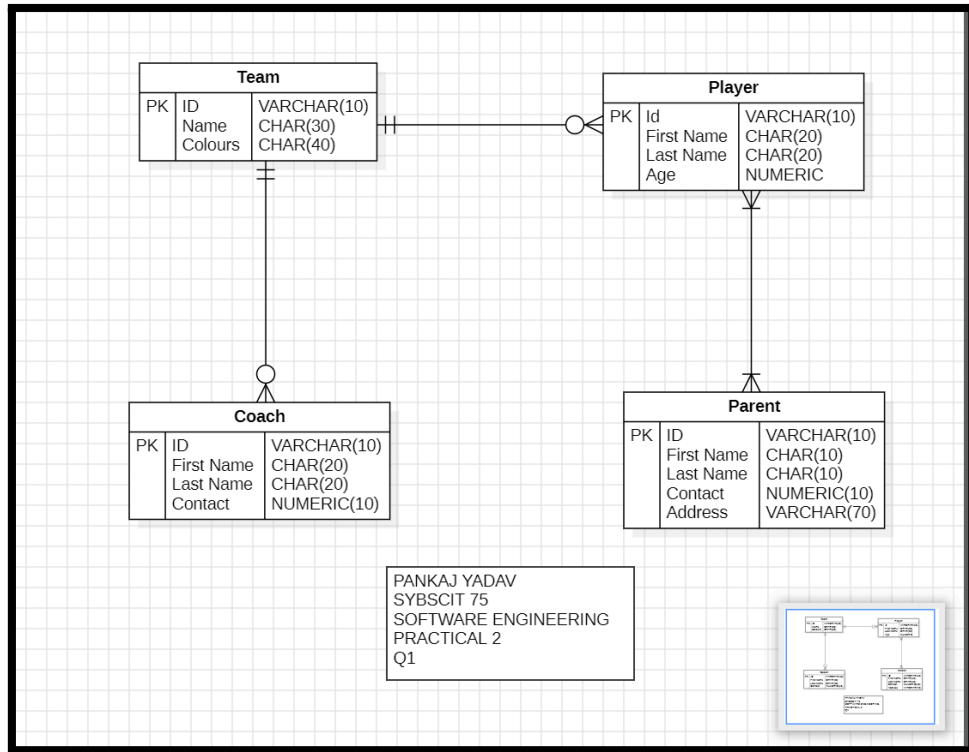 Team
PK ID VARCHAR(10)
Name CHAR(30)
Colours CHAR(40)
Player
PK Id VARCHAR(10)
First Name CHAR(20)
Last Name CHAR(20)
Age NUMERIC
Coach
PK ID VARCHAR(10)
First Name CHAR(20)
Last Name CHAR(20)
Contact NUMERIC(10)
Parent
PK ID VARCHAR(10)
First Name CHAR(10)
Last Name CHAR(10)
Contact NUMERIC(10)
Address VARCHAR(70)
PANKAJ YADAV
SYBSCIT 75
SOFTWARE ENGINEERING
PRACTICAL 2
Q1